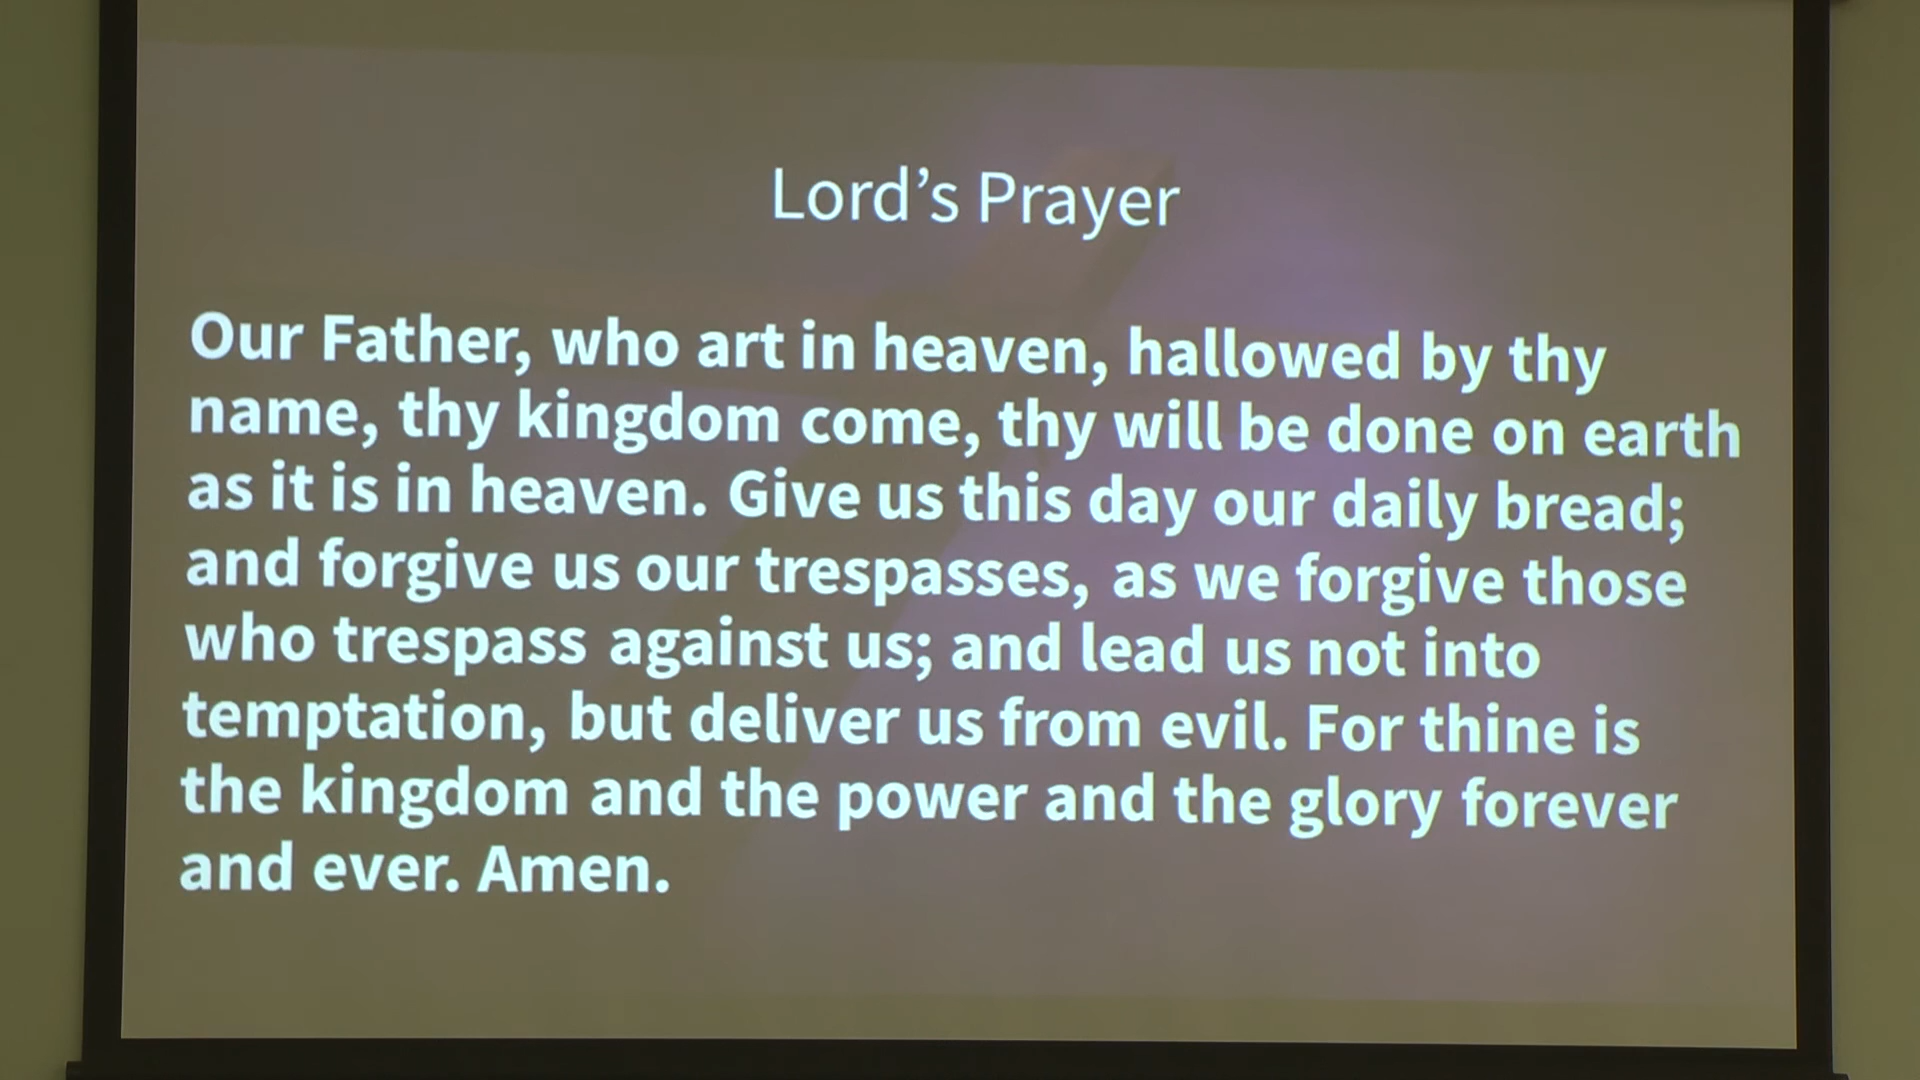 Lord’s Prayer
Our Father, who art in heaven, hallowed by thy
name, thy kingdom come, thy will be done on earth
as it is in heaven. Give us this day our daily bread;
and forgive us our trespasses, as we forgive those
who trespass against us; and lead us not into
temptation, but deliver us from evil. For thine is
the kingdom and the power and the glory forever
and ever. Amen.